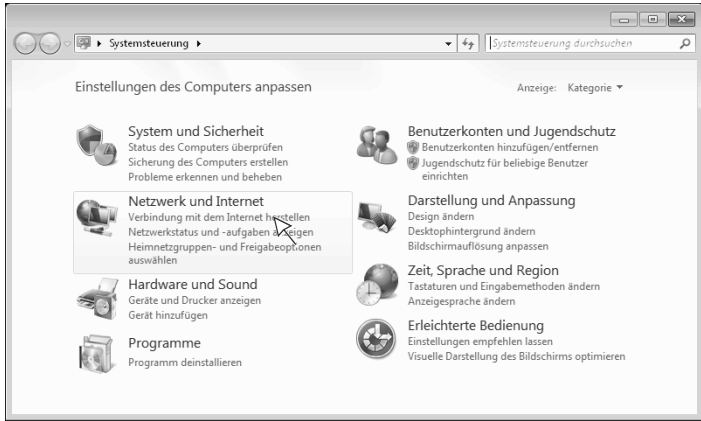 Systemsteuerung
Systemsteuerung durchsuchen
Einstellungen des Computers anpassen
Anzeige: Kategorie
System und Sicherheit
Status des Computers überprüfen
Sicherung des Computers erstellen
Probleme erkennen und beheben
Netzwerk und Internet
Verbindung mit dem Internet herstellen
Netzwerkstatus und -aufgaben anzeigen
Heimnetzgruppen- und Freigabeoptionen
auswählen
Hardware und Sound
Geräte und Drucker anzeigen
Gerät hinzufügen
Programme
Programm deinstallieren
Benutzerkonten und Jugendschutz
Benutzerkonten hinzufügen/entfernen
Jugendschutz für beliebige Benutzer
einrichten
Darstellung und Anpassung
Design ändern
Desktophintergrund ändern
Bildschirmauflösung anpassen
Zeit, Sprache und Region
Tastaturen und Eingabemethoden ändern
Anzeigesprache ändern
Erleichterte Bedienung
Einstellungen empfehlen lassen
Visuelle Darstellung des Bildschirms optimieren